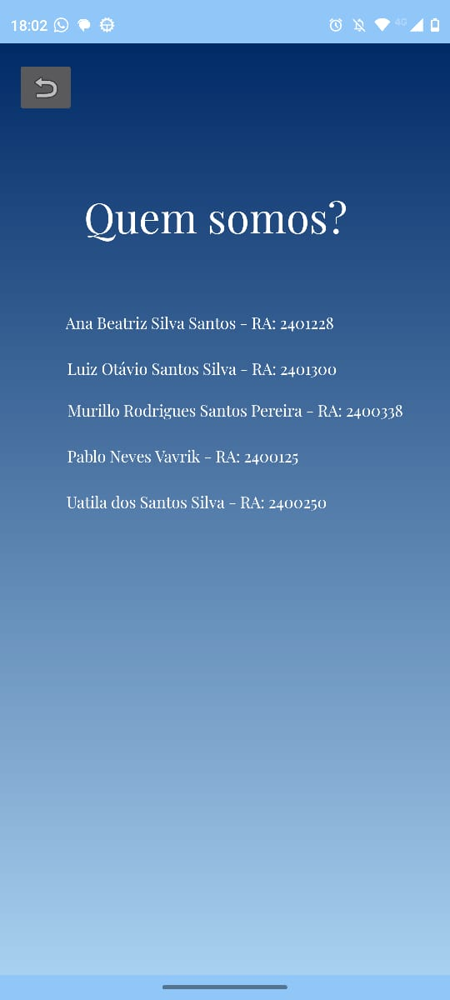 18:02
4G
Quem somos?
Ana Beatriz Silva Santos - RA: 2401228
Luiz Otávio Santos Silva - RA: 2401300
Murillo Rodrigues Santos Pereira - RA: 2400338
Pablo Neves Vavrik - RA: 2400125
Uatila dos Santos Silva - RA: 2400250